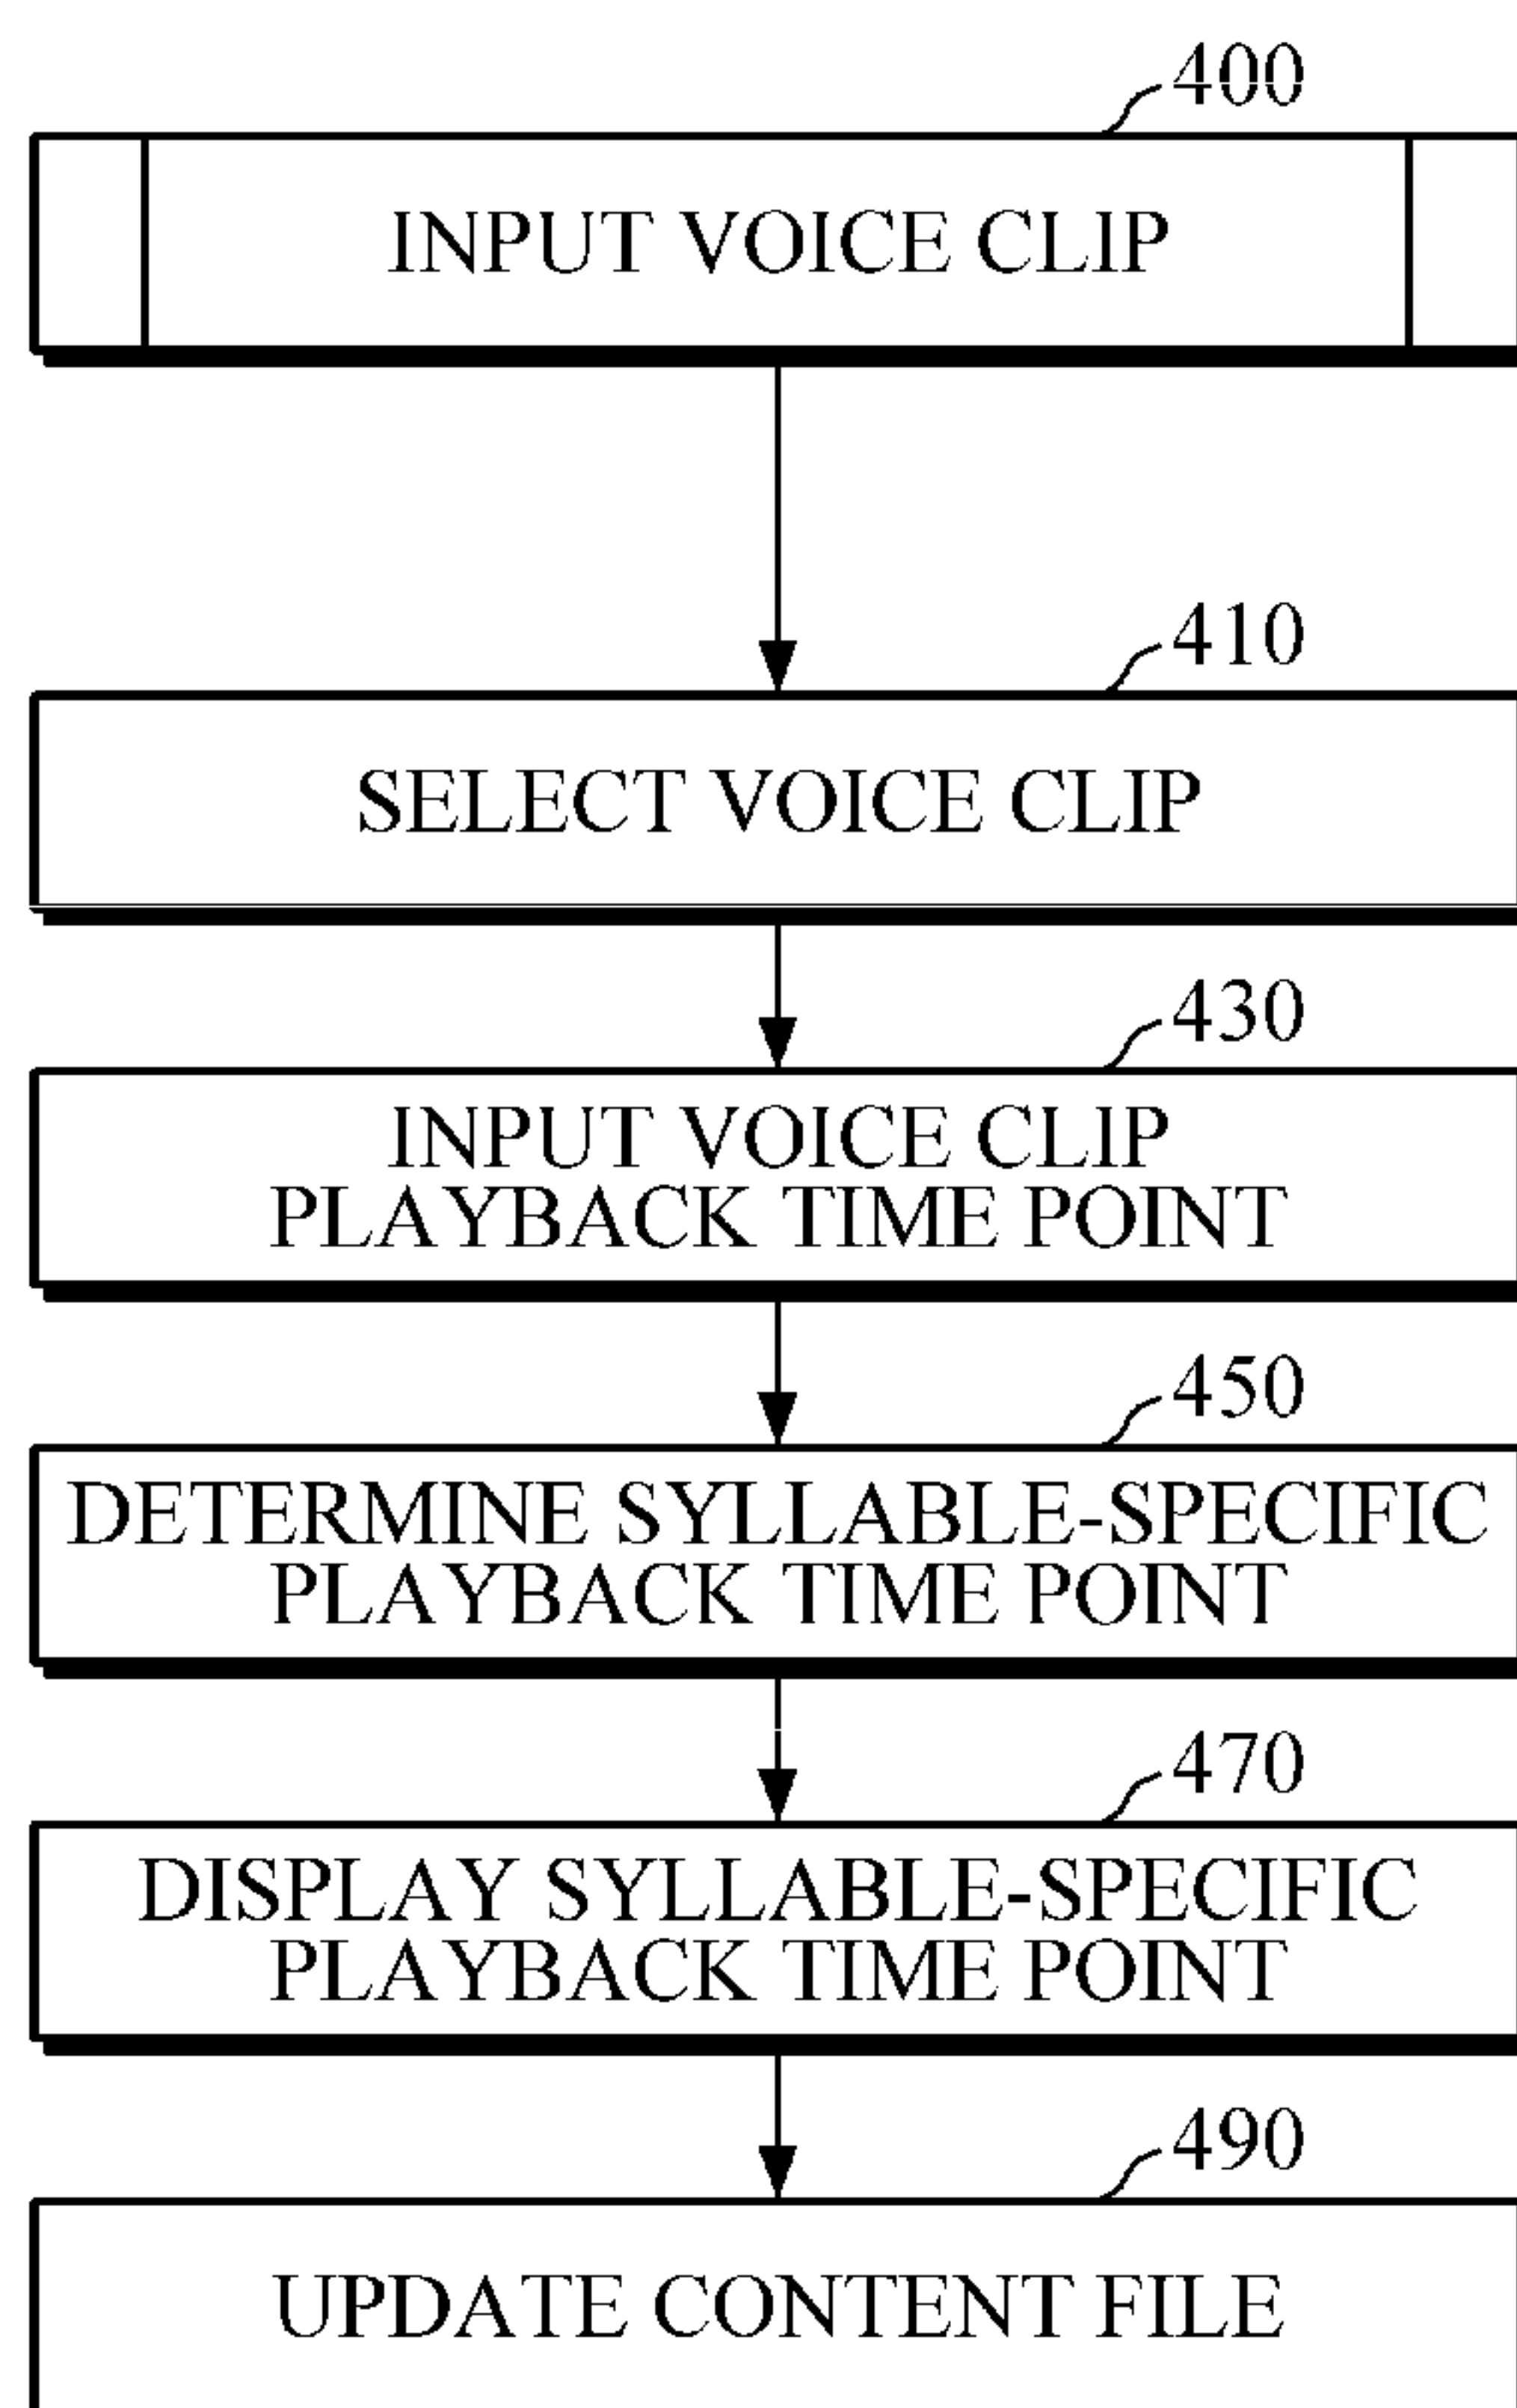 400
INPUT VOICE CLIP
410
SELECT VOICE CLIP
430
INPUT VOICE CLIP
PLAYBACK TIME POINT
450
DETERMINE SYLLABLE-SPECIFIC
PLAYBACK TIME POINT
470
DISPLAY SYLLABLE-SPECIFIC
PLAYBACK TIME POINT
490
UPDATE CONTENT FILE